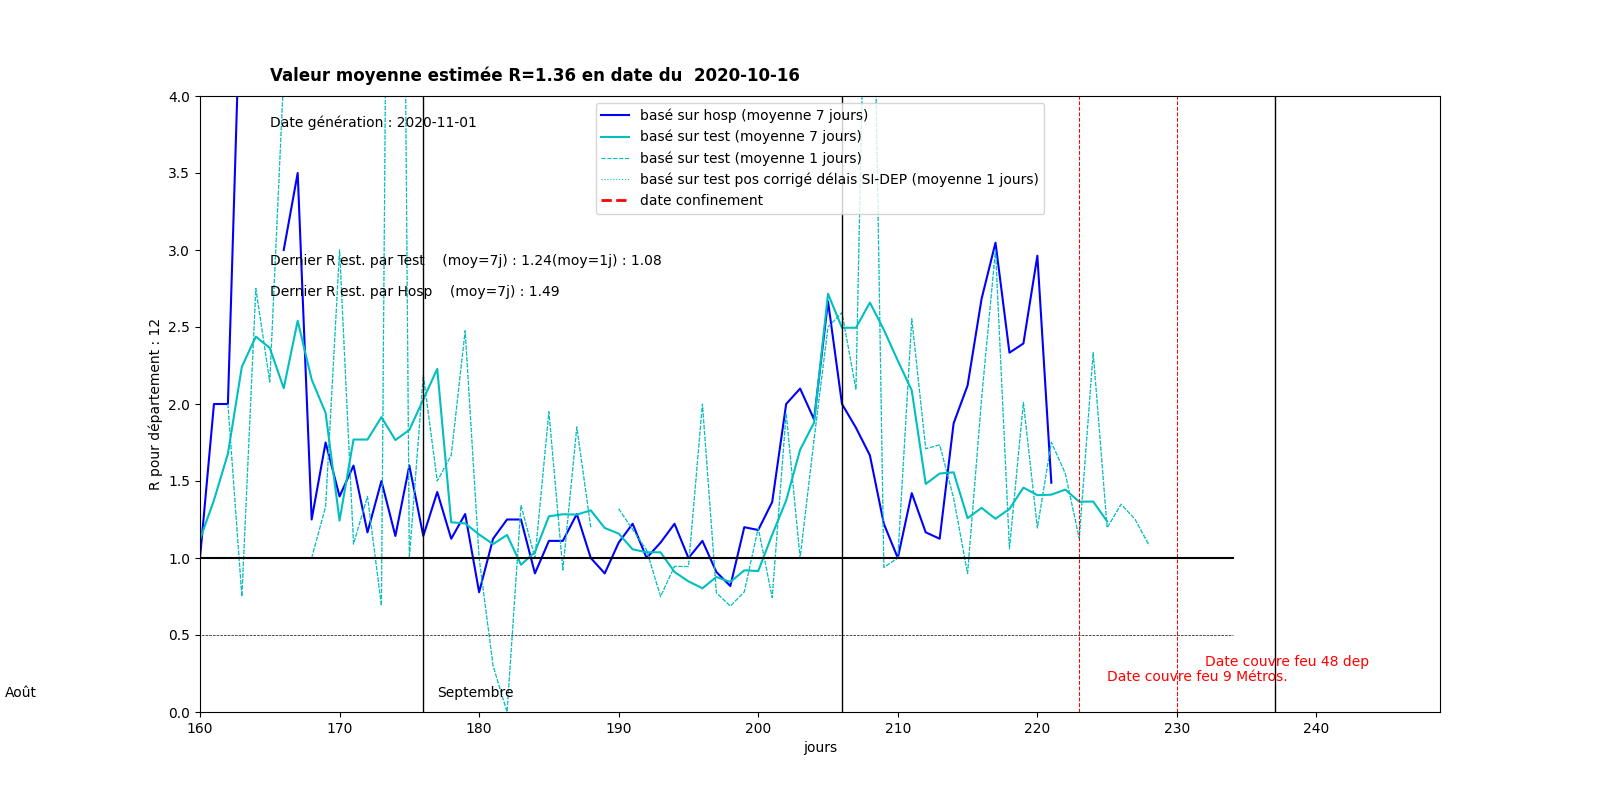 Valeur moyenne estimée R=1.36 en date du  2020-10-16
4.0
Date génération : 2020-11-01
basé sur hosp (moyenne 7 jours)
basé sur test (moyenne 7 jours)
basé sur test (moyenne 1 jours)
basé sur test pos corrigé délais SI-DEP (moyenne 1 jours)
date confinement
3.5
3.0
Dernier R est. par Test    (moy=7j) : 1.24(moy=1j) : 1.08
Dernier R est. par Hosp    (moy=7j) : 1.49
2.5
2.0
1.5
1.0
0.5
0.0
R pour département : 12
Date couvre feu 48 dep
Date couvre feu 9 Métros.
Août
Septembre
160 170 180 190 200 210 220 230 240
jours